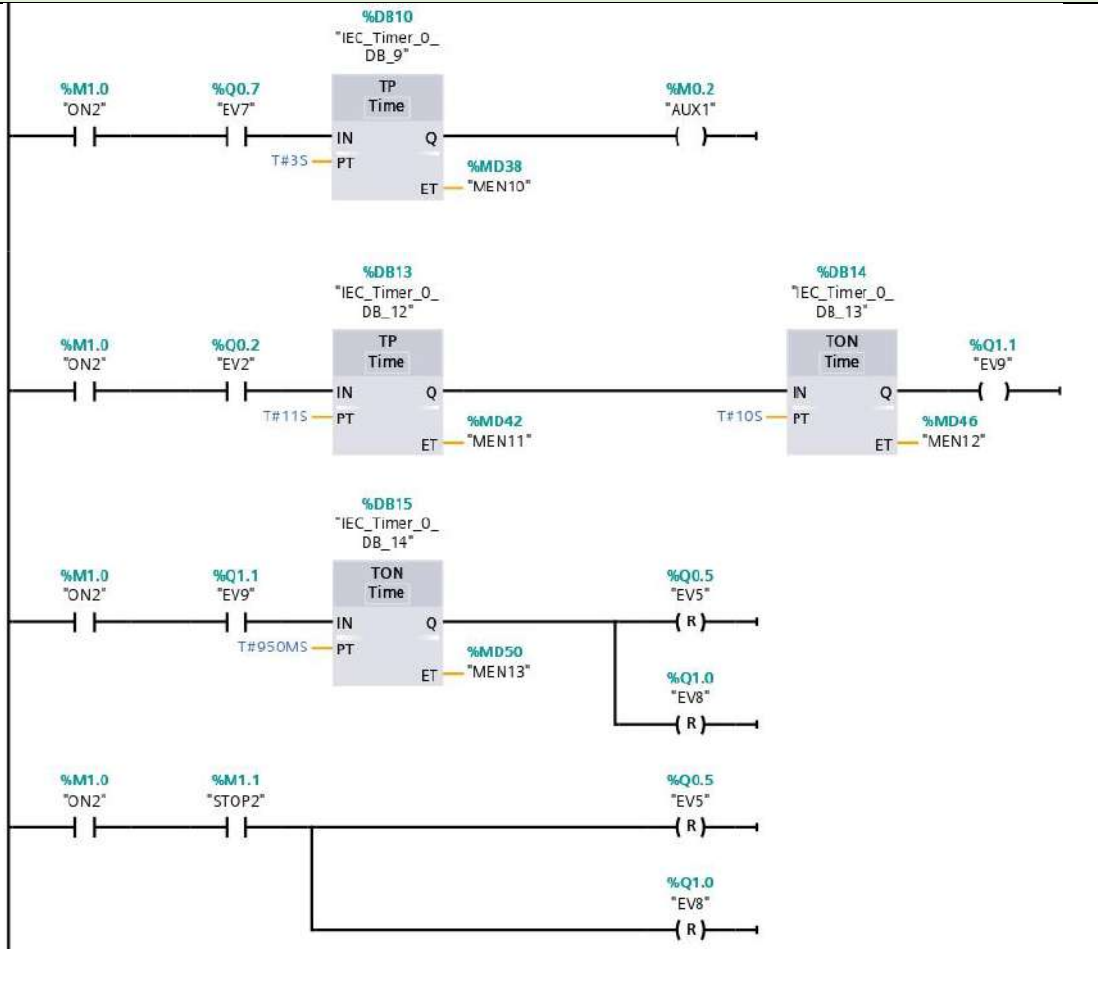 %DB10
"IEC_Timer_0_
DB_9"
%M1.0
"ON2"
%Q0.7
"EV7"
TP
Time
%M0.2
"AUX1"
IN
Q
T#3S
PT
%MD38
ET
"MEN10"
%DB13
"IEC_Timer_0_
DB_12"
%DB14
"IEC_Timer_0_
DB_13"
%M1.0
"ON2"
%Q0.2
"EV2"
TP
Time
TON
Time
%Q1.1
"EV9"
IN
Q
IN
Q
T#11S
PT
%MD42
T#10S
PT
%MD46
ET
"MEN11"
ET
"MEN12"
%DB15
"IEC_Timer_0_
DB_14"
%M1.0
"ON2"
%Q1.1
"EV9"
TON
Time
%Q0.5
"EV5"
IN
Q
R
T#950MS
PT
%MD50
ET
"MEN13"
%Q1.0
"EV8"
R
%M1.0
"ON2"
%M1.1
"STOP2"
%Q0.5
"EV5"
R
%Q1.0
"EV8"
R